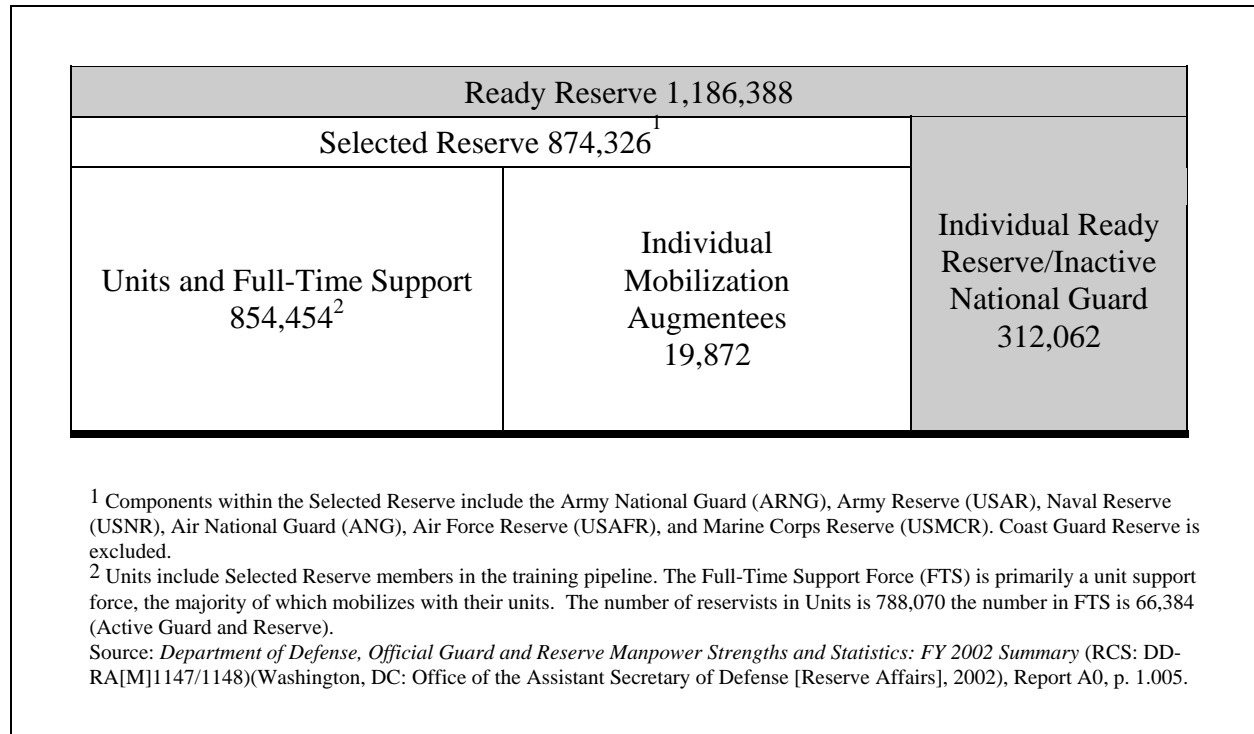 Ready Reserve 1,186,388
Selected Reserve 874,326¹
Units and Full-Time Support
854,454²
Individual
Mobilization
Augmentees
19,872
Individual Ready
Reserve/Inactive
National Guard
312,062
1 Components within the Selected Reserve include the Army National Guard (ARNG), Army Reserve (USAR), Naval Reserve
(USNR), Air National Guard (ANG), Air Force Reserve (USAFR), and Marine Corps Reserve (USMCR). Coast Guard Reserve is
excluded.
2 Units include Selected Reserve members in the training pipeline. The Full-Time Support Force (FTS) is primarily a unit support
force, the majority of which mobilizes with their units.  The number of reservists in Units is 788,070 the number in FTS is 66,384
(Active Guard and Reserve).
Source: Department of Defense, Official Guard and Reserve Manpower Strengths and Statistics: FY 2002 Summary (RCS: DD-
RA[M]1147/1148)(Washington, DC: Office of the Assistant Secretary of Defense [Reserve Affairs], 2002), Report A0, p. 1.005.